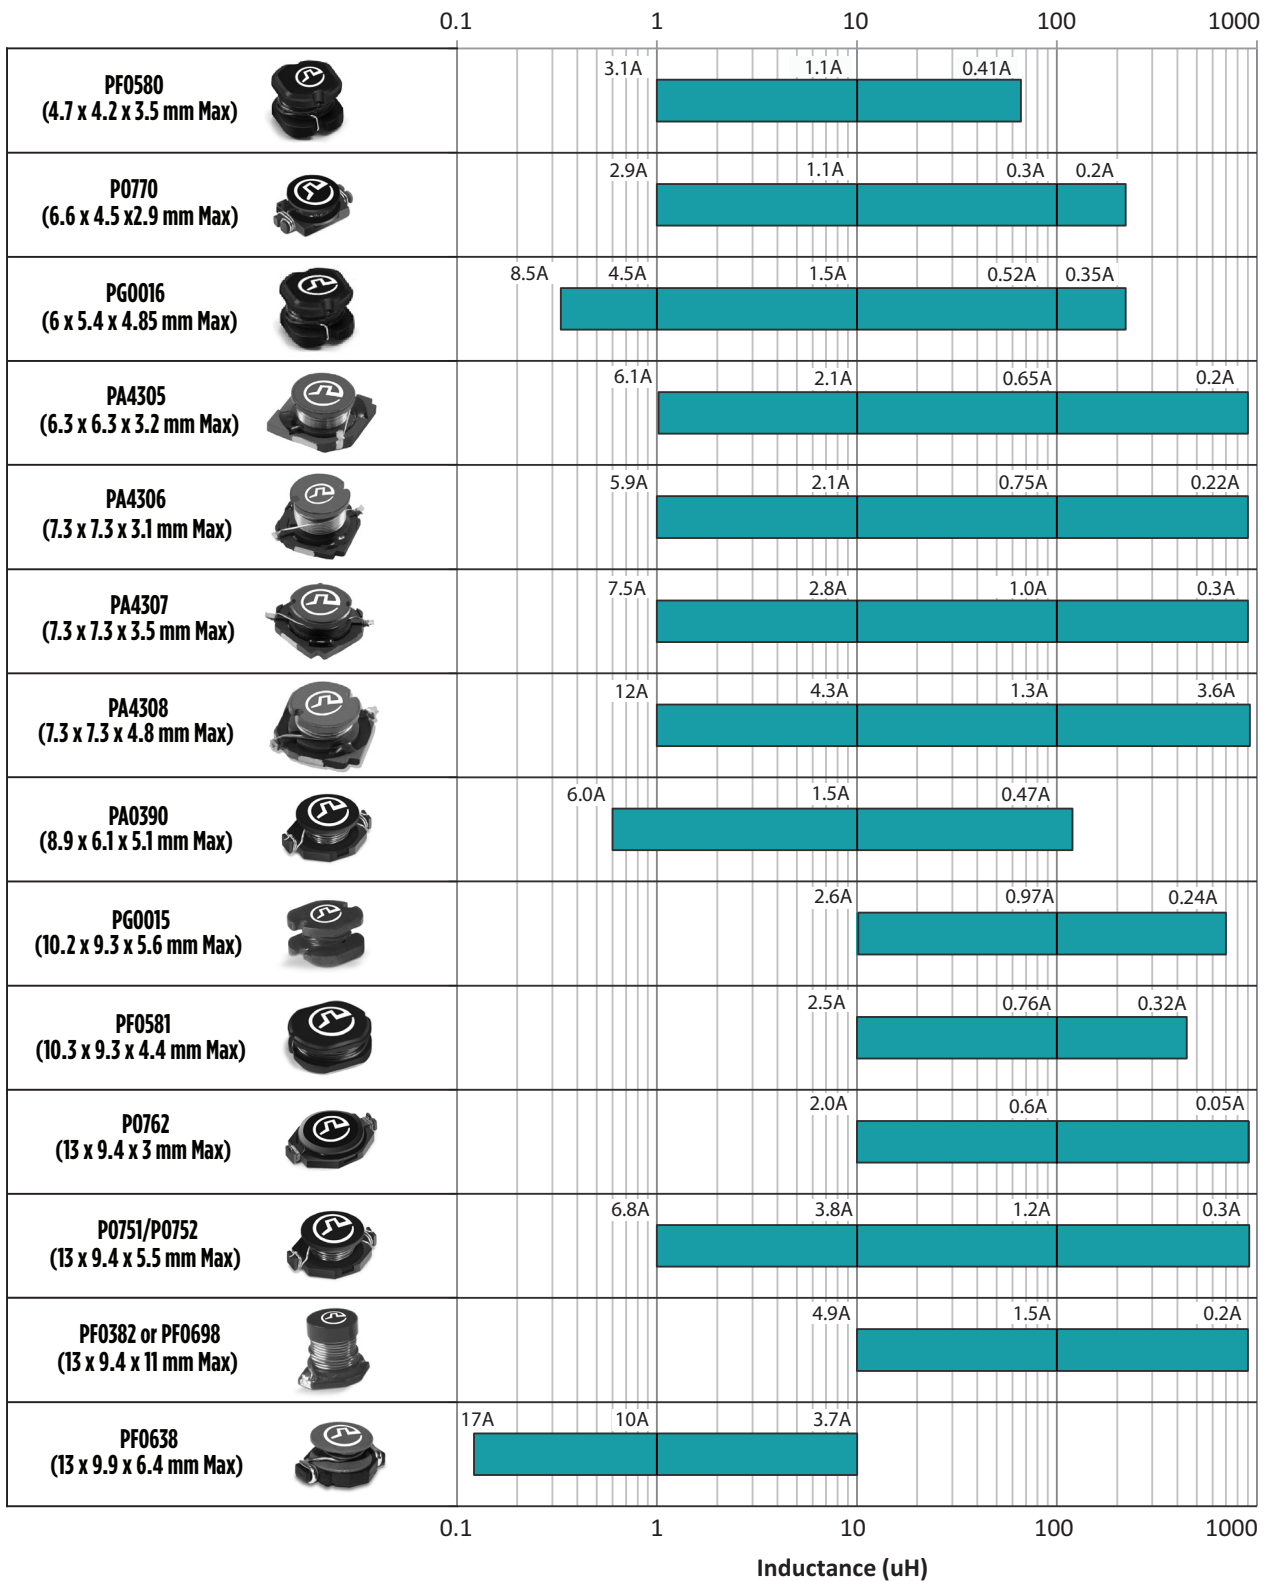 0.1 1 10 100 1000
3.1A 1.1A 0.41A
PF0580
(4.7 x 4.2 x 3.5 mm Max)
2.9A 1.1A 0.3A 0.2A
P0770
(6.6 x 4.5 x2.9 mm Max)
8.5A 4.5A 1.5A 0.52A 0.35A
PG0016
(6 x 5.4 x 4.85 mm Max)
6.1A 2.1A 0.65A 0.2A
PA4305
(6.3 x 6.3 x 3.2 mm Max)
5.9A 2.1A 0.75A 0.22A
PA4306
(7.3 x 7.3 x 3.1 mm Max)
7.5A 2.8A 1.0A 0.3A
PA4307
(7.3 x 7.3 x 3.5 mm Max)
12A 4.3A 1.3A 3.6A
PA4308
(7.3 x 7.3 x 4.8 mm Max)
6.0A 1.5A 0.47A
PA0390
(8.9 x 6.1 x 5.1 mm Max)
2.6A 0.97A 0.24A
PG0015
(10.2 x 9.3 x 5.6 mm Max)
2.5A 0.76A 0.32A
PF0581
(10.3 x 9.3 x 4.4 mm Max)
2.0A 0.6A 0.05A
P0762
(13 x 9.4 x 3 mm Max)
6.8A 3.8A 1.2A 0.3A
P0751/P0752
(13 x 9.4 x 5.5 mm Max)
4.9A 1.5A 0.2A
PF0382 or PF0698
(13 x 9.4 x 11 mm Max)
17A 10A 3.7A
PF0638
(13 x 9.9 x 6.4 mm Max)
0.1 1 10 100 1000
Inductance (uH)